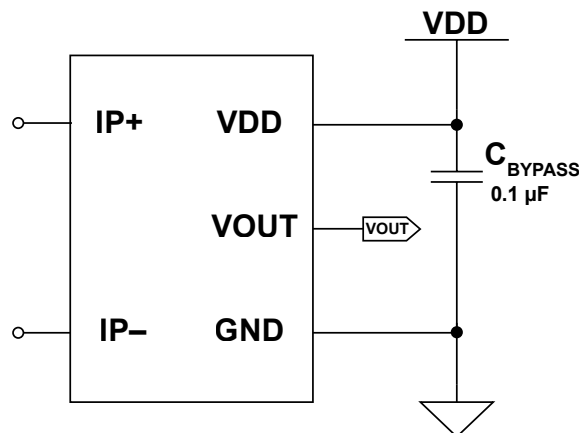 VDD
IP+ VDD
C BYPASS
0.1 µF
VOUT VOUT
IP– GND